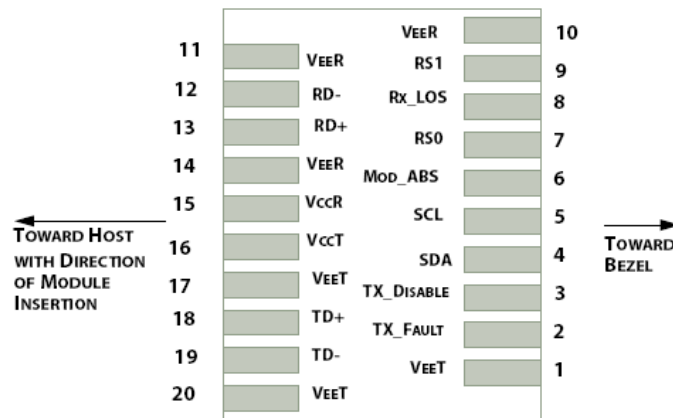 11 VEER
12 RD-
13 RD+
14 VEER
15 VCCR
16 VCCT
17 VEET
18 TD+
19 TD-
20 VEET
VEER 10
RS1 9
RX_LOS 8
RS0 7
MOD_ABS 6
SCL 5
SDA 4
TX_DISABLE 3
TX_FAULT 2
VEET 1
TOWARD HOST
WITH DIRECTION
OF MODULE
INSERTION
TOWARD
BEZEL